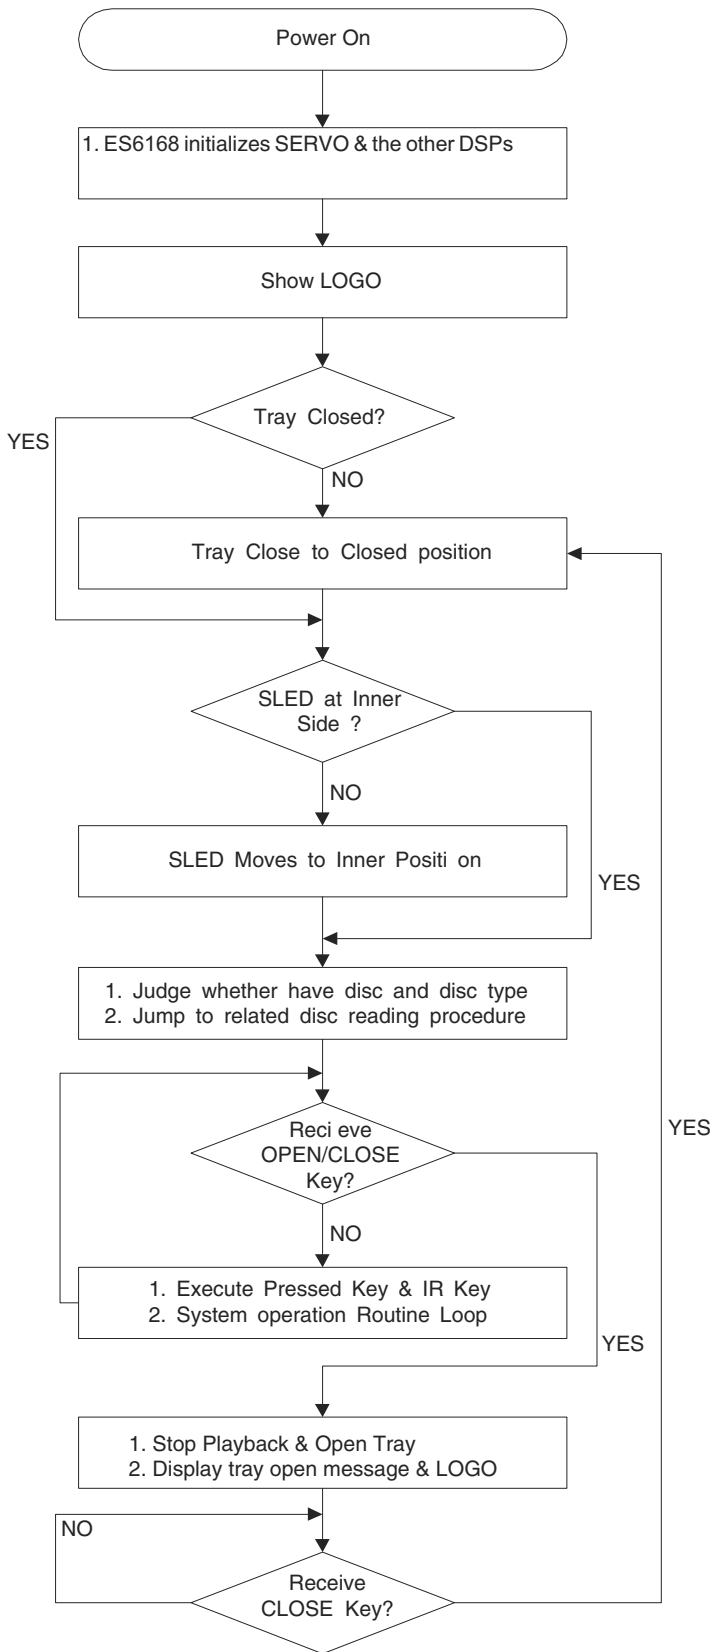 Power On
1. ES6168 initializes SERVO & the other DSPs
Show LOGO
Tray Closed?
YES
NO
Tray Close to Closed position
SLED at Inner
Side ?
NO
SLED Moves to Inner Positi on
YES
1. Judge whether have disc and disc type
2. Jump to related disc reading procedure
Reci eve
OPEN/CLOSE
Key?
YES
NO
1. Execute Pressed Key & IR Key
2. System operation Routine Loop
YES
1. Stop Playback & Open Tray
2. Display tray open message & LOGO
NO
Receive
CLOSE Key?